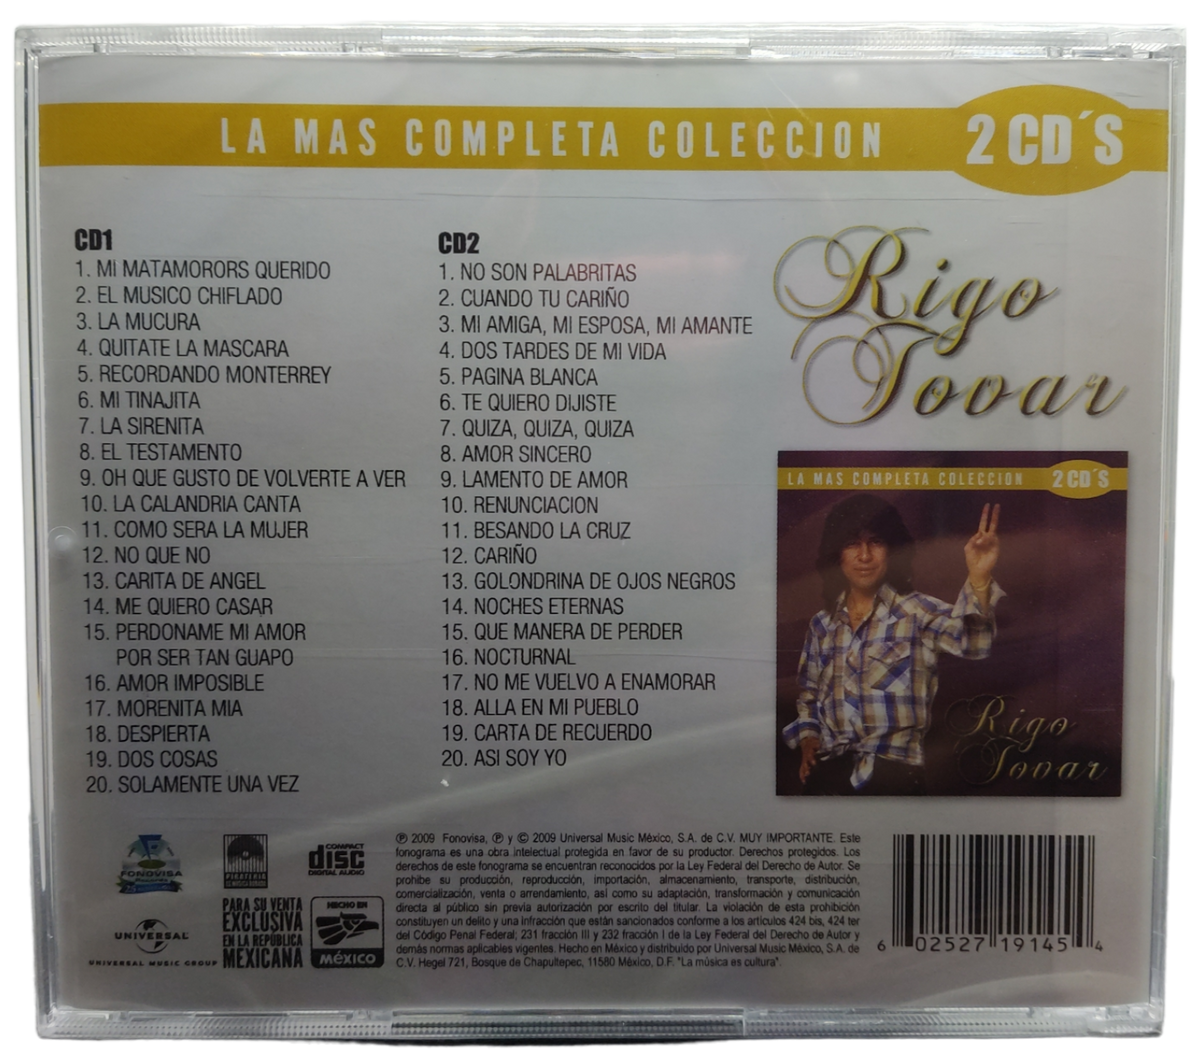 LA MAS COMPLETA COLECCION
2 CD´S
CD1
1. MI MATAMORORS QUERIDO
2. EL MUSICO CHIFLADO
3. LA MUCURA
4. QUITATE LA MASCARA
5. RECORDANDO MONTERREY
6. MI TINAJITA
7. LA SIRENITA
8. EL TESTAMENTO
9. OH QUE GUSTO DE VOLVERTE A VER
10. LA CALANDRIA CANTA
11. COMO SERA LA MUJER
12. NO QUE NO
13. CARITA DE ANGEL
14. ME QUIERO CASAR
15. PERDONAME MI AMOR
POR SER TAN GUAPO
16. AMOR IMPOSIBLE
17. MORENITA MIA
18. DESPIERTA
19. DOS COSAS
20. SOLAMENTE UNA VEZ
CD2
1. NO SON PALABRITAS
2. CUANDO TU CARIÑO
3. MI AMIGA, MI ESPOSA, MI AMANTE
4. DOS TARDES DE MI VIDA
5. PAGINA BLANCA
6. TE QUIERO DIJISTE
7. QUIZA, QUIZA, QUIZA
8. AMOR SINCERO
9. LAMENTO DE AMOR
10. RENUNCIACION
11. BESANDO LA CRUZ
12. CARIÑO
13. GOLONDRINA DE OJOS NEGROS
14. NOCHES ETERNAS
15. QUE MANERA DE PERDER
16. NOCTURNAL
17. NO ME VUELVO A ENAMORAR
18. ALLA EN MI PUEBLO
19. CARTA DE RECUERDO
20. ASI SOY YO
Rigo
Tovar
LA MAS COMPLETA COLECCION
2 CD´S
Rigo
Tovar
FONOVISA
PIRATERIA
COMPACT
disc
DIGITAL AUDIO
UNIVERSAL
UNIVERSAL MUSIC GROUP
PARA SU VENTA
EXCLUSIVA
EN LA REPÚBLICA
MEXICANA
HECHO EN
MÉXICO
℗ 2009 Fonovisa, ℗ y © 2009 Universal Music México, S.A. de C.V. MUY IMPORTANTE. Este
fonograma es una obra intelectual protegida en favor de su productor. Derechos protegidos. Los
derechos de este fonograma se encuentran reconocidos por la Ley Federal del Derecho de Autor. Se
prohibe su producción, reproducción, importación, almacenamiento, transporte, distribución,
comercialización, venta o arrendamiento, así como su adaptación, transformación y comunicación
directa al público sin previa autorización por escrito del titular. La violación de esta prohibición
constituyen un delito y una infracción que están sancionados conforme a los artículos 424 bis, 424 ter
del Código Penal Federal; 231 fracción III y 232 fracción I de la Ley Federal del Derecho de Autor y
demás normas aplicables vigentes. Hecho en México y distribuido por Universal Music México, S.A. de
C.V. Hegel 721, Bosque de Chapultepec, 11580 México, D.F. "La música es cultura".
6 02527 19145 4